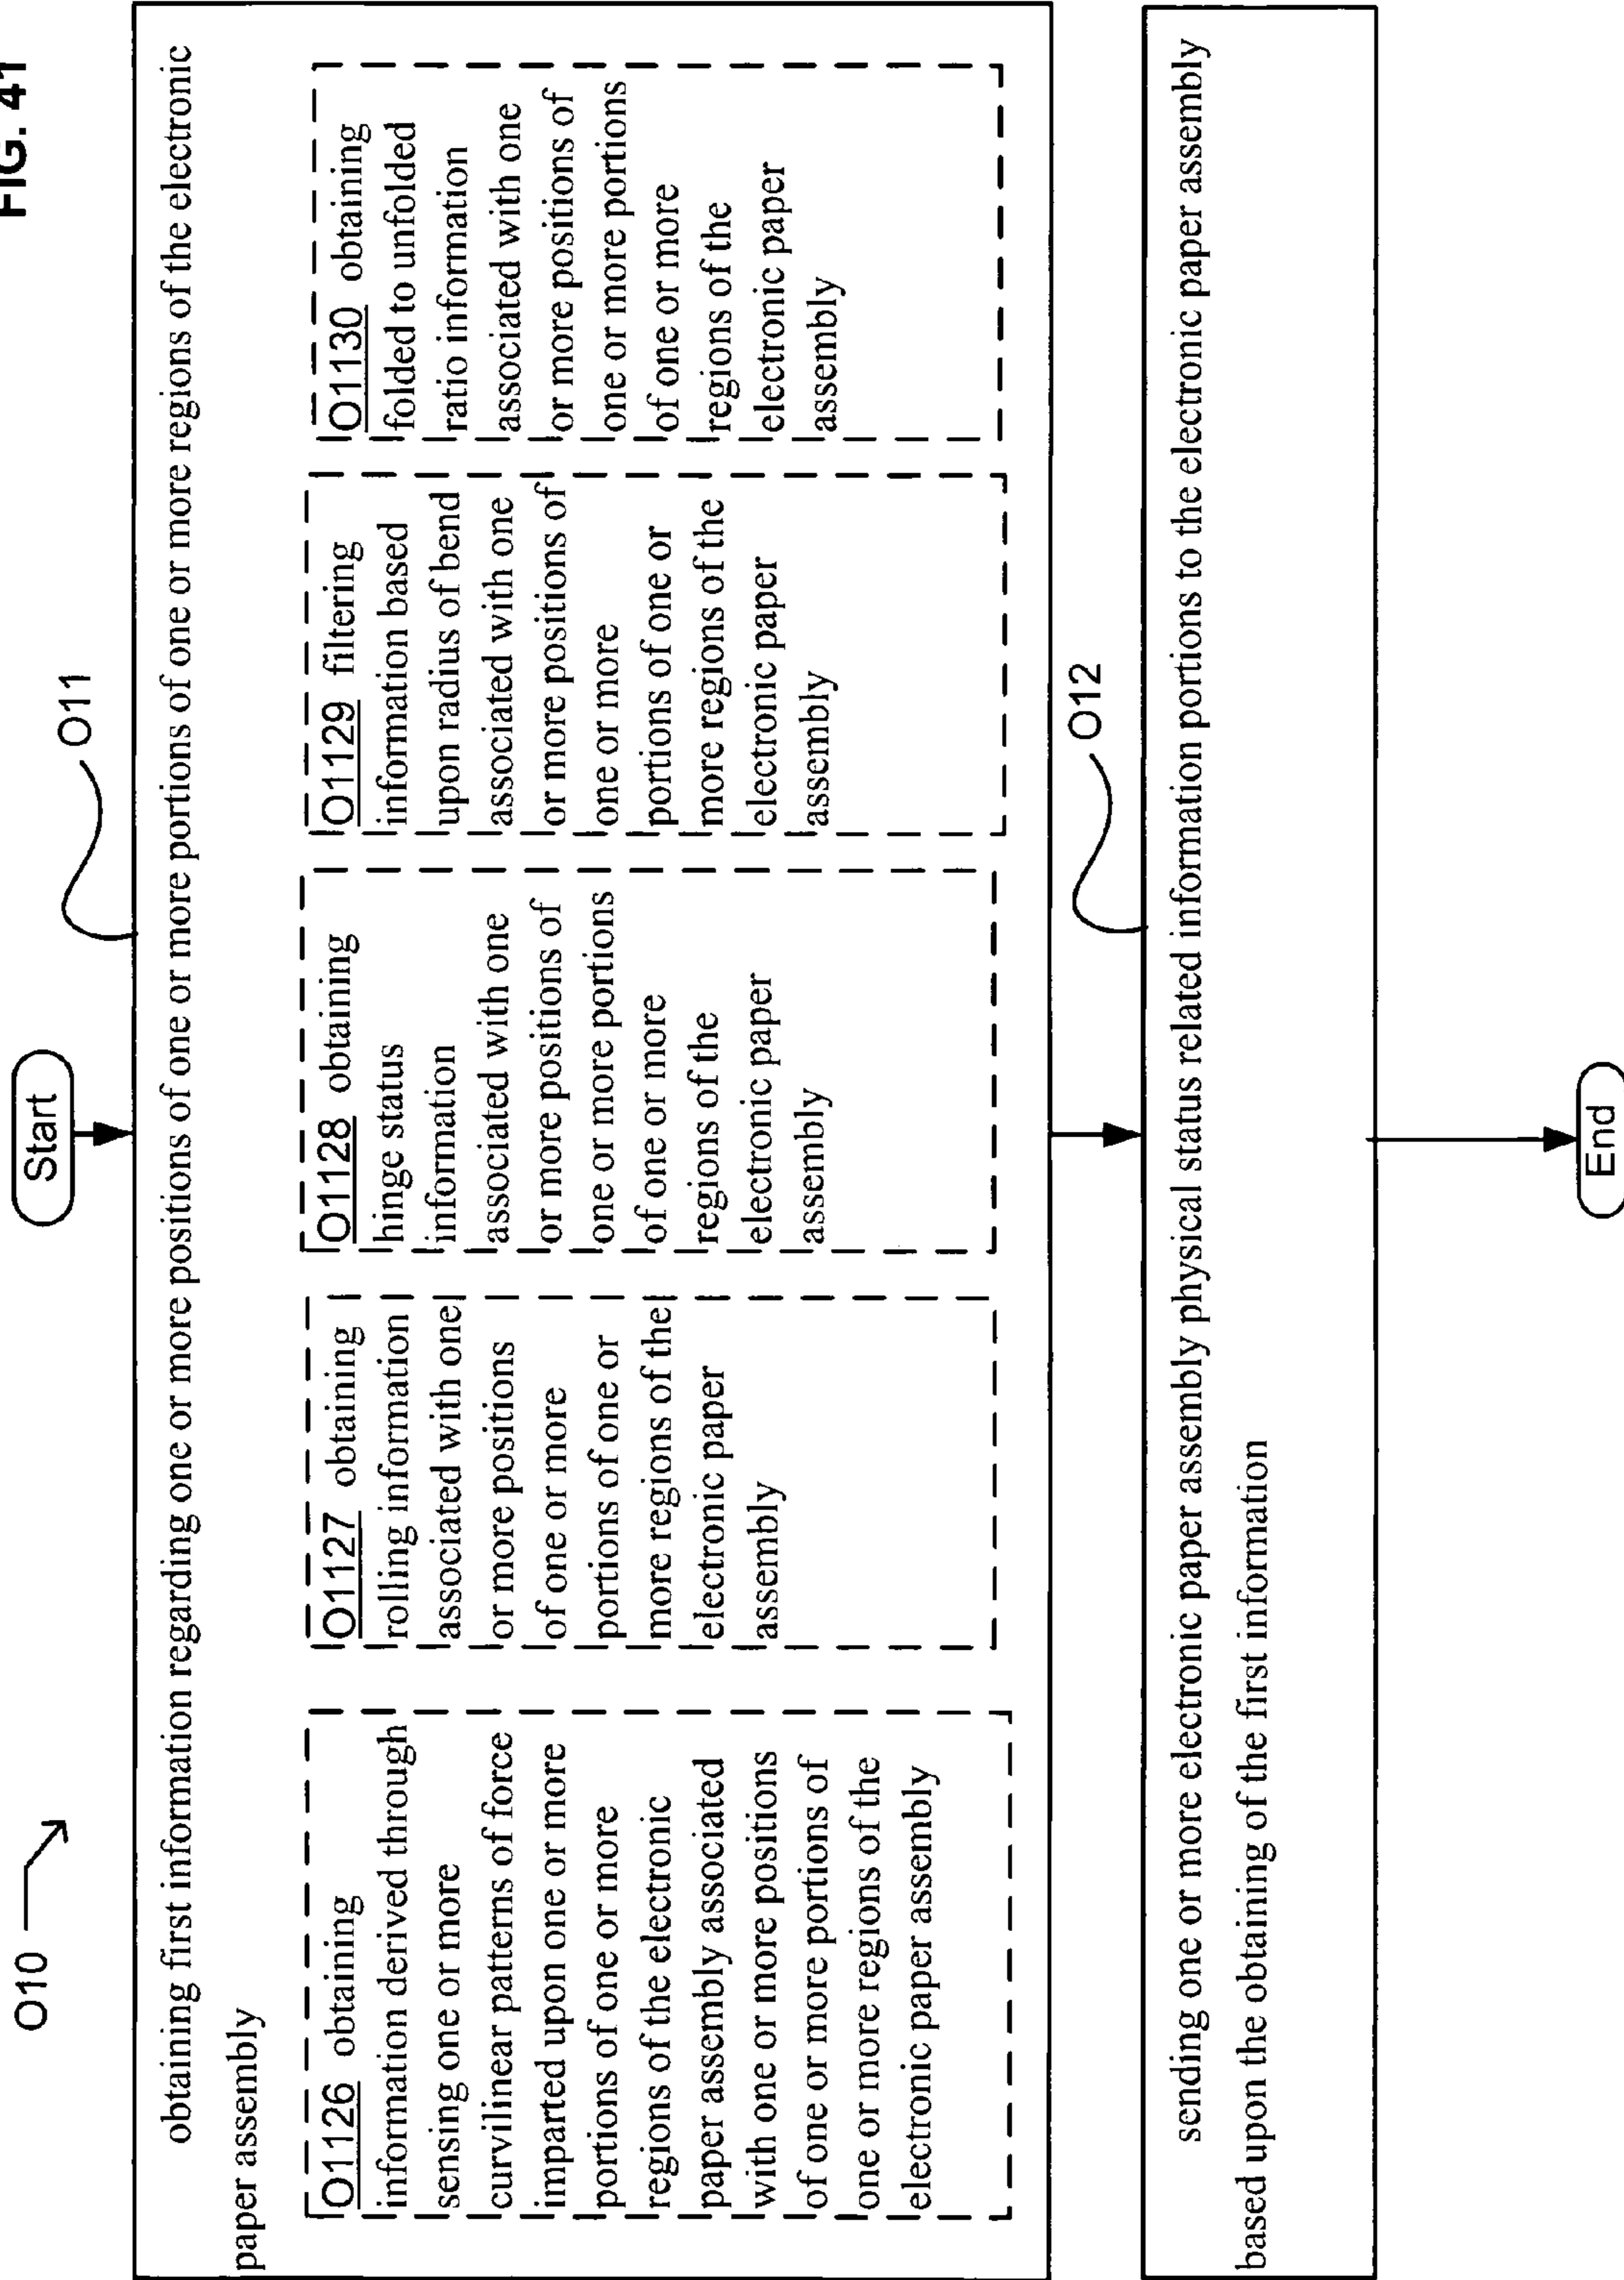 FIG. 41
O10
Start
O11
obtaining first information regarding one or more positions of one or more portions of one or more regions of the electronic
paper assembly
O1126 obtaining
information derived through
sensing one or more
curvilinear patterns of force
imparted upon one or more
portions of one or more
regions of the electronic
paper assembly associated
with one or more positions
of one or more portions of
one or more regions of the
electronic paper assembly
O1127 obtaining
rolling information
associated with one
or more positions
of one or more
portions of one or
more regions of the
electronic paper
assembly
O1128 obtaining
hinge status
information
associated with one
or more positions of
one or more portions
of one or more
regions of the
electronic paper
assembly
O1129 filtering
information based
upon radius of bend
associated with one
or more positions of
one or more
portions of one or
more regions of the
electronic paper
assembly
O1130 obtaining
folded to unfolded
ratio information
associated with one
or more positions of
one or more portions
of one or more
regions of the
electronic paper
assembly
O12
sending one or more electronic paper assembly physical status related information portions to the electronic paper assembly
based upon the obtaining of the first information
End